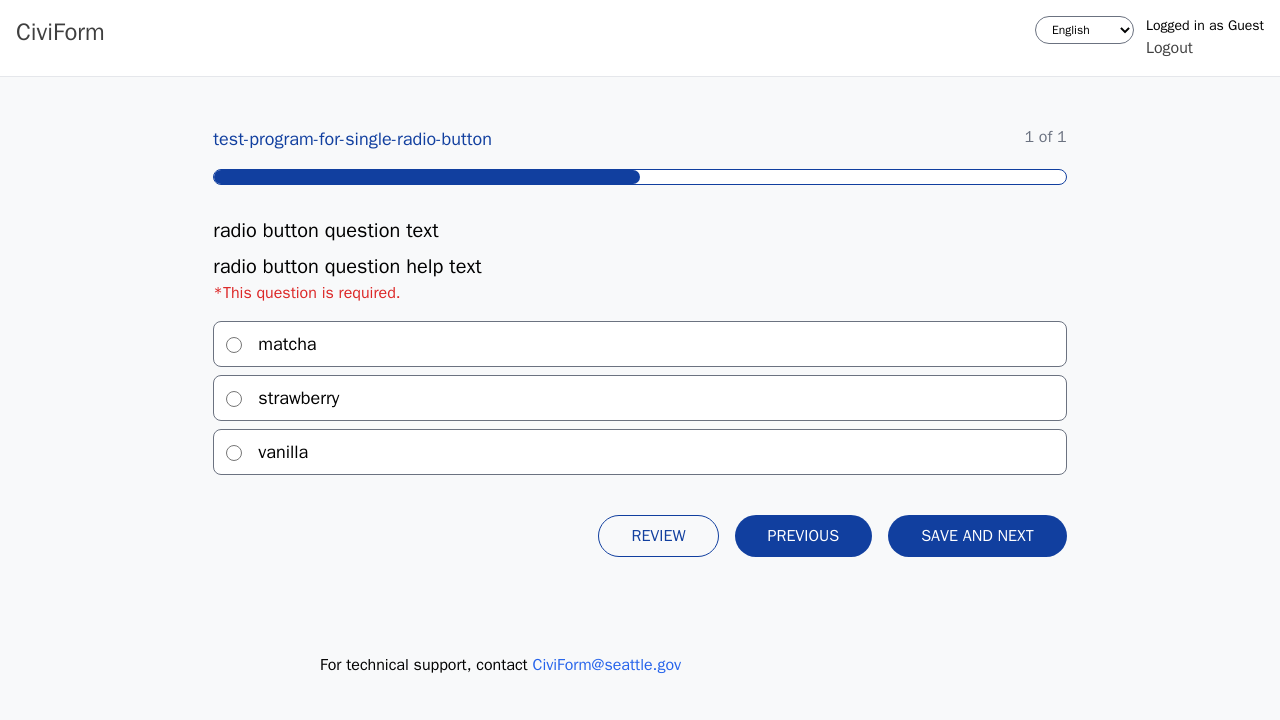 CiviForm
English
Logged in as Guest
Logout
test-program-for-single-radio-button
1 of 1
radio button question text
radio button question help text
*This question is required.
matcha
strawberry
vanilla
REVIEW
PREVIOUS
SAVE AND NEXT
For technical support, contact CiviForm@seattle.gov